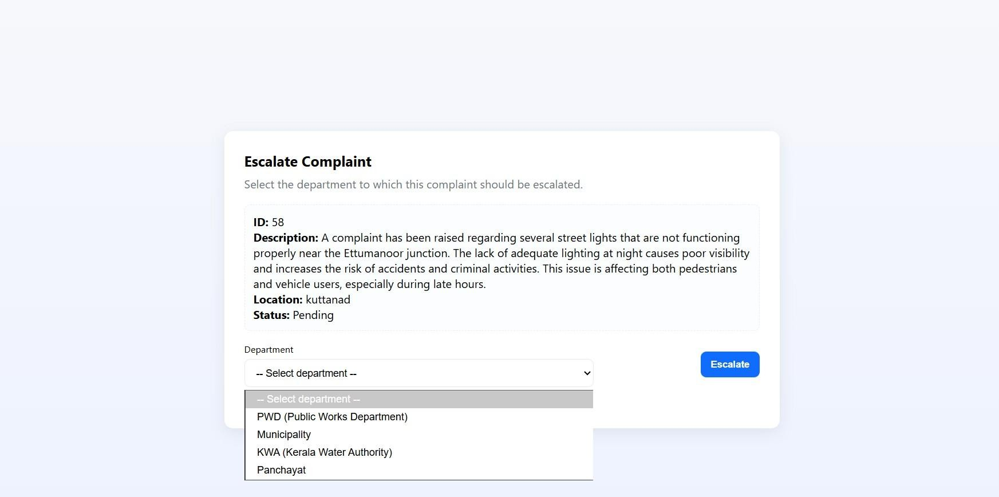 Escalate Complaint
Select the department to which this complaint should be escalated.
ID: 58
Description: A complaint has been raised regarding several street lights that are not functioning
properly near the Ettumanoor junction. The lack of adequate lighting at night causes poor visibility
and increases the risk of accidents and criminal activities. This issue is affecting both pedestrians
and vehicle users, especially during late hours.
Location: kuttanad
Status: Pending
Department
-- Select department --
Escalate
-- Select department --
PWD (Public Works Department)
Municipality
KWA (Kerala Water Authority)
Panchayat